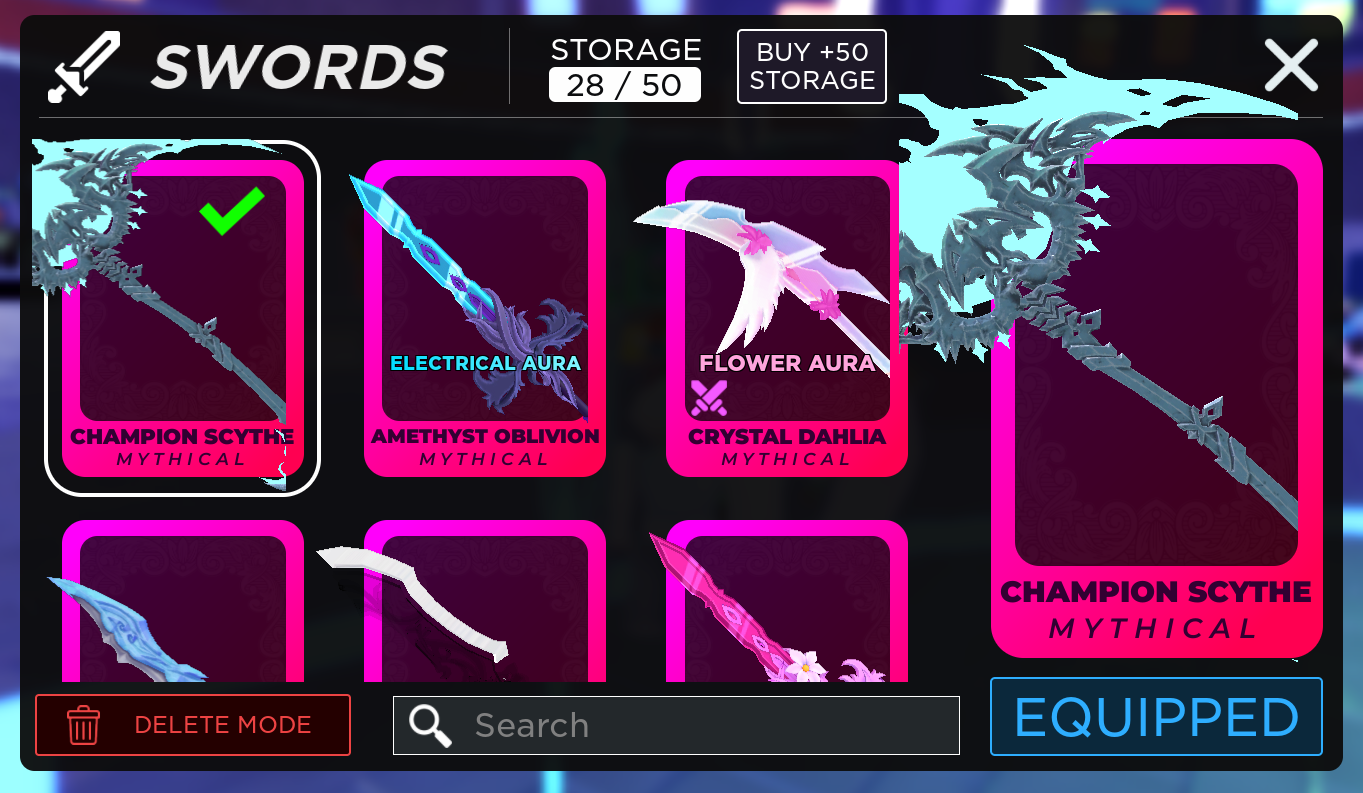 SWORDS
STORAGE
28 / 50
BUY +50
STORAGE
CHAMPION SCYTHE
MYTHICAL
ELECTRICAL AURA
AMETHYST OBLIVION
MYTHICAL
FLOWER AURA
CRYSTAL DAHLIA
MYTHICAL
CHAMPION SCYTHE
MYTHICAL
DELETE MODE
Search
EQUIPPED